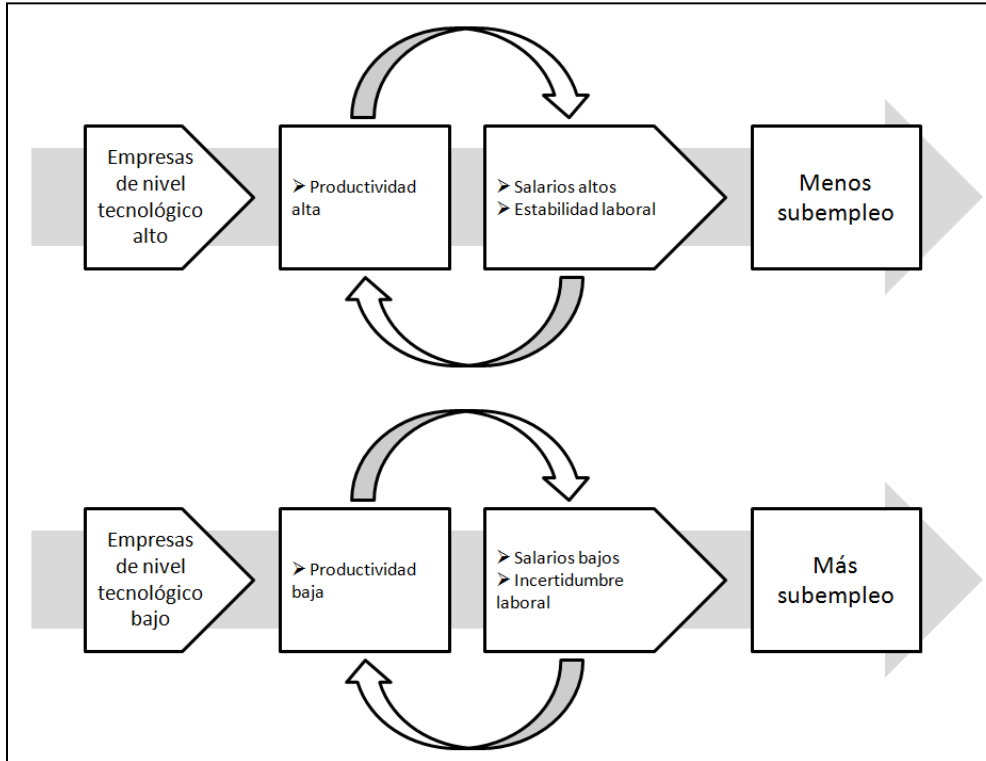 Empresas
de nivel
tecnológico
alto
➤ Productividad
alta
➤ Salarios altos
➤ Estabilidad laboral
Menos
subempleo
Empresas
de nivel
tecnológico
bajo
➤ Productividad
baja
➤ Salarios bajos
➤ Incertidumbre
laboral
Más
subempleo